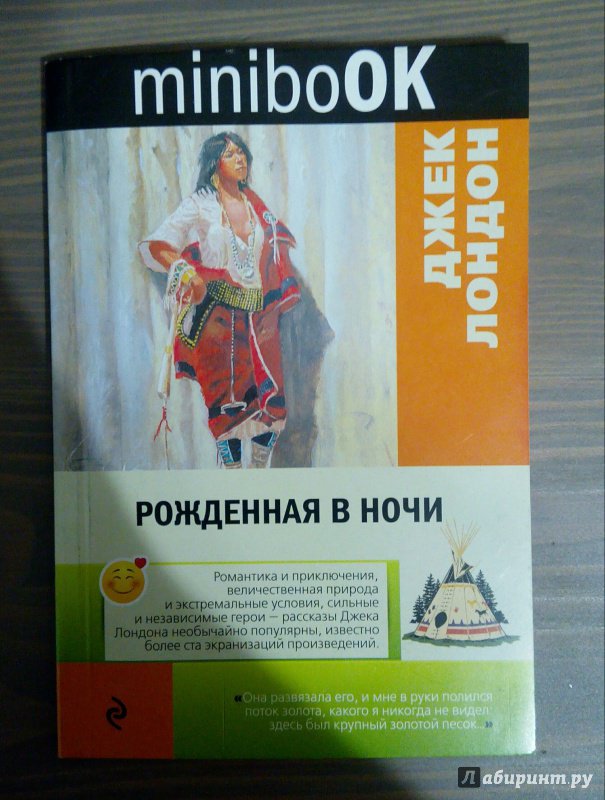 miniboOK
ДЖЕК
ЛОНДОН
РОЖДЕННАЯ В НОЧИ
Романтика и приключения,
величественная природа
и экстремальные условия, сильные
и независимые герои — рассказы Джека
Лондона необычайно популярны, известно
более ста экранизаций произведений.
«Она развязала его, и мне в руки полился
поток золота, какого я никогда не видел:
здесь был крупный золотой песок...»
Лабиринт.ру